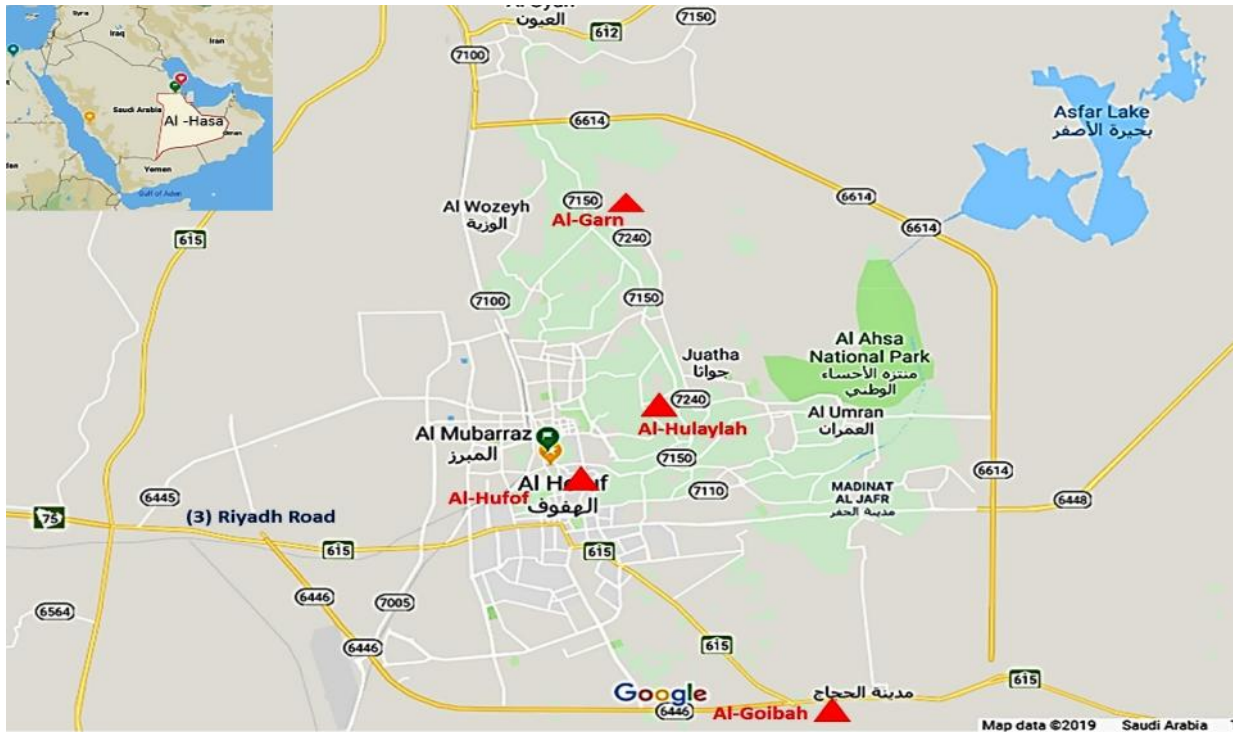 Syria
Iraq
Iran
Saudi Arabia
Al -Hasa
Oman
Yemen
Gulf of Aden
العيون
612
7150
7100
6614
Asfar Lake
بحيرة الأصفر
Al Wozeyh
الوزية
7150
Al-Garn
7240
6614
6614
615
7100
7150
Juatha
جواثا
Al Ahsa
National Park
منتزه الأحساء
الوطني
7240
Al-Hulaylah
Al Umran
العمران
Al Mubarraz
المبرز
7150
6614
Al-Hufof
الهفوف
7110
MADINAT
AL JAFR
6448
6445
75
(3) Riyadh Road
615
615
6446
7005
6564
6446
615
Google
6446
مدينة الحجاج
615
Al-Goibah
Map data ©2019 Saudi Arabia